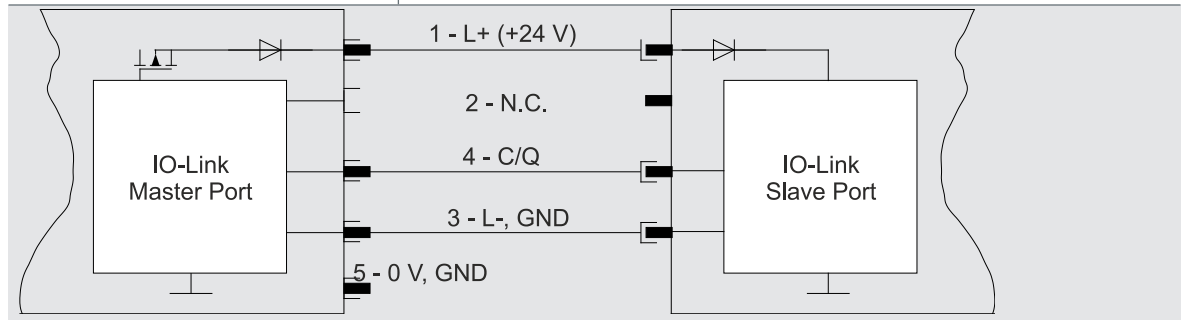 1 - L+ (+24 V)
2 - N.C.
IO-Link
Master Port
4 - C/Q
IO-Link
Slave Port
3 - L-, GND
5 - 0 V, GND